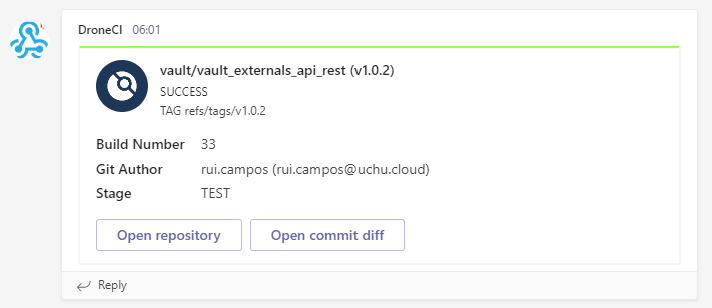 DroneCI 06:01
vault/vault_externals_api_rest (v1.0.2)
SUCCESS
TAG refs/tags/v1.0.2
Build Number 33
Git Author rui.campos (rui.campos@uchu.cloud)
Stage TEST
Open repository Open commit diff
Reply